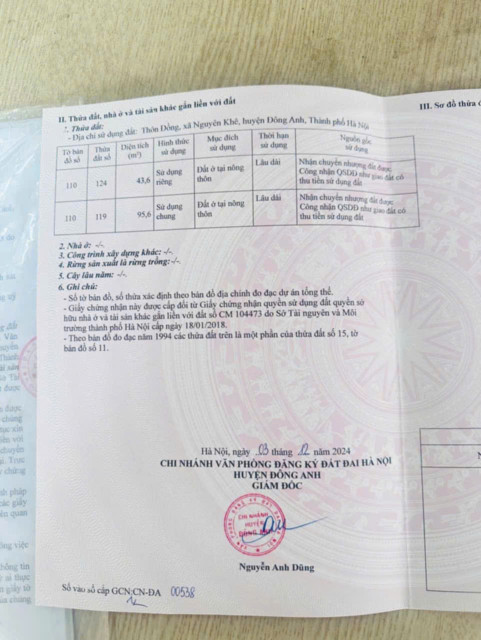 II. Thửa đất, nhà ở và tài sản khác gắn liền với đất
1. Thửa đất:
- Địa chỉ sử dụng đất: Thôn Đồng, xã Nguyên Khê, huyện Đông Anh, Thành phố Hà Nội
Tờ bản đồ số | Thửa đất số | Diện tích (m²) | Hình thức sử dụng | Mục đích sử dụng | Thời hạn sử dụng | Nguồn gốc sử dụng
110 | 124 | 43,6 | Sử dụng riêng | Đất ở tại nông thôn | Lâu dài | Nhận chuyển nhượng đất được Công nhận QSDĐ như giao đất có thu tiền sử dụng đất
110 | 119 | 95,6 | Sử dụng chung | Đất ở tại nông thôn | Lâu dài | Nhận chuyển nhượng đất được Công nhận QSDĐ như giao đất có thu tiền sử dụng đất
2. Nhà ở: -/-
3. Công trình xây dựng khác: -/-
4. Rừng sản xuất là rừng trồng: -/-
5. Cây lâu năm: -/-
6. Ghi chú:
- Số tờ bản đồ, số thửa xác định theo bản đồ địa chính đo đạc dự án tổng thể.
- Giấy chứng nhận này được cấp đổi từ Giấy chứng nhận quyền sử dụng đất quyền sở
hữu nhà ở và tài sản khác gắn liền với đất số CM 104473 do Sở Tài nguyên và Môi
trường thành phố Hà Nội cấp ngày 18/01/2018.
- Theo bản đồ đo đạc năm 1994 các thửa đất trên là một phần của thửa đất số 15, tờ
bản đồ số 11.
Hà Nội, ngày 03 tháng 12 năm 2024
CHI NHÁNH VĂN PHÒNG ĐĂNG KÝ ĐẤT ĐAI HÀ NỘI
HUYỆN ĐÔNG ANH
GIÁM ĐỐC
CHI NHÁNH
HUYỆN
ĐÔNG ANH
Nguyễn Anh Dũng
Số vào sổ cấp GCN:CN-ĐA 00538
III. Sơ đồ thửa đ